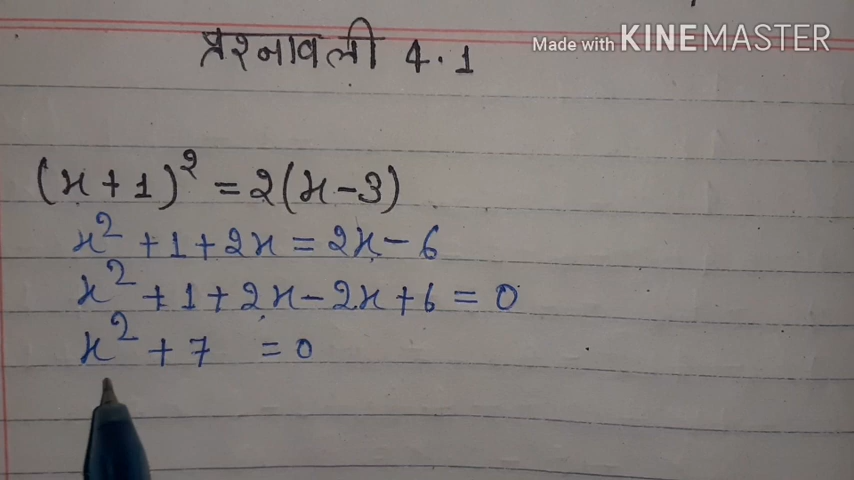 प्रश्नावली 4.1
Made with KINEMASTER
(x+1)² = 2(x-3)
x² + 1 + 2x = 2x - 6
x² + 1 + 2x - 2x + 6 = 0
x² + 7 = 0